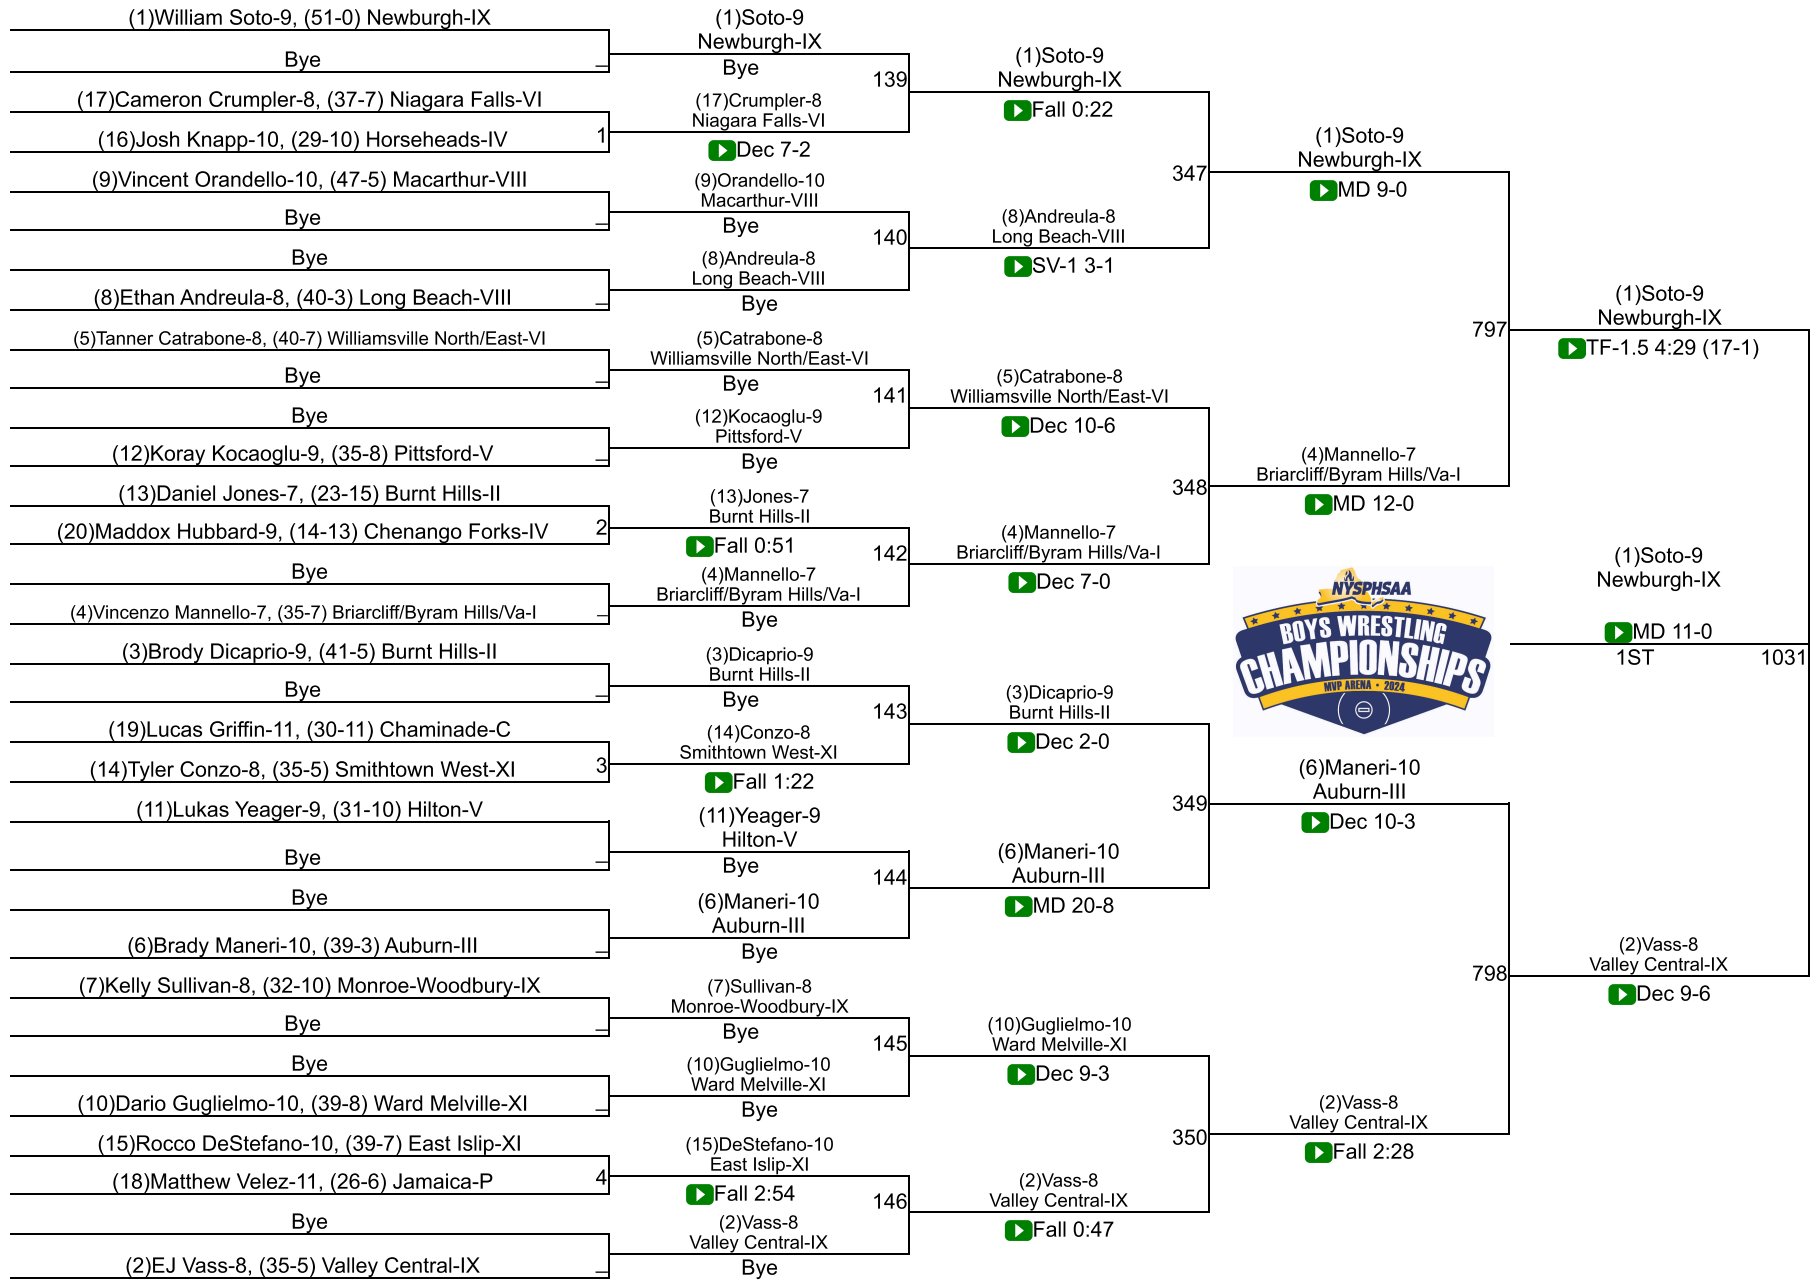 (1)William Soto-9, (51-0) Newburgh-IX
Bye
(17)Cameron Crumpler-8, (37-7) Niagara Falls-VI
(16)Josh Knapp-10, (29-10) Horseheads-IV
1
(9)Vincent Orandello-10, (47-5) Macarthur-VIII
Bye
Bye
(8)Ethan Andreula-8, (40-3) Long Beach-VIII
(5)Tanner Catrabone-8, (40-7) Williamsville North/East-VI
Bye
Bye
(12)Koray Kocaoglu-9, (35-8) Pittsford-V
(13)Daniel Jones-7, (23-15) Burnt Hills-II
(20)Maddox Hubbard-9, (14-13) Chenango Forks-IV
2
Bye
(4)Vincenzo Mannello-7, (35-7) Briarcliff/Byram Hills/Va-I
(3)Brody Dicaprio-9, (41-5) Burnt Hills-II
Bye
(19)Lucas Griffin-11, (30-11) Chaminade-C
(14)Tyler Conzo-8, (35-5) Smithtown West-XI
3
(11)Lukas Yeager-9, (31-10) Hilton-V
Bye
Bye
(6)Brady Maneri-10, (39-3) Auburn-III
(7)Kelly Sullivan-8, (32-10) Monroe-Woodbury-IX
Bye
Bye
(10)Dario Guglielmo-10, (39-8) Ward Melville-XI
(15)Rocco DeStefano-10, (39-7) East Islip-XI
(18)Matthew Velez-11, (26-6) Jamaica-P
4
Bye
(2)EJ Vass-8, (35-5) Valley Central-IX
(1)Soto-9
Newburgh-IX
Bye
139
(17)Crumpler-8
Niagara Falls-VI
Dec 7-2
(9)Orandello-10
Macarthur-VIII
Bye
140
(8)Andreula-8
Long Beach-VIII
Bye
(5)Catrabone-8
Williamsville North/East-VI
Bye
141
(12)Kocaoglu-9
Pittsford-V
Bye
(13)Jones-7
Burnt Hills-II
Fall 0:51
142
(4)Mannello-7
Briarcliff/Byram Hills/Va-I
Bye
(3)Dicaprio-9
Burnt Hills-II
Bye
143
(14)Conzo-8
Smithtown West-XI
Fall 1:22
(11)Yeager-9
Hilton-V
Bye
144
(6)Maneri-10
Auburn-III
Bye
(7)Sullivan-8
Monroe-Woodbury-IX
Bye
145
(10)Guglielmo-10
Ward Melville-XI
Bye
(15)DeStefano-10
East Islip-XI
Fall 2:54
146
(2)Vass-8
Valley Central-IX
Bye
(1)Soto-9
Newburgh-IX
Fall 0:22
347
(8)Andreula-8
Long Beach-VIII
SV-1 3-1
(5)Catrabone-8
Williamsville North/East-VI
Dec 10-6
348
(4)Mannello-7
Briarcliff/Byram Hills/Va-I
Dec 7-0
(3)Dicaprio-9
Burnt Hills-II
Dec 2-0
349
(6)Maneri-10
Auburn-III
MD 20-8
(10)Guglielmo-10
Ward Melville-XI
Dec 9-3
350
(2)Vass-8
Valley Central-IX
Fall 0:47
(1)Soto-9
Newburgh-IX
MD 9-0
797
(4)Mannello-7
Briarcliff/Byram Hills/Va-I
MD 12-0
NYSPHSAA
BOYS WRESTLING
CHAMPIONSHIPS
MVP ARENA • 2024
(6)Maneri-10
Auburn-III
Dec 10-3
798
(2)Vass-8
Valley Central-IX
Fall 2:28
(1)Soto-9
Newburgh-IX
TF-1.5 4:29 (17-1)
(1)Soto-9
Newburgh-IX
MD 11-0
1ST
1031
(2)Vass-8
Valley Central-IX
Dec 9-6